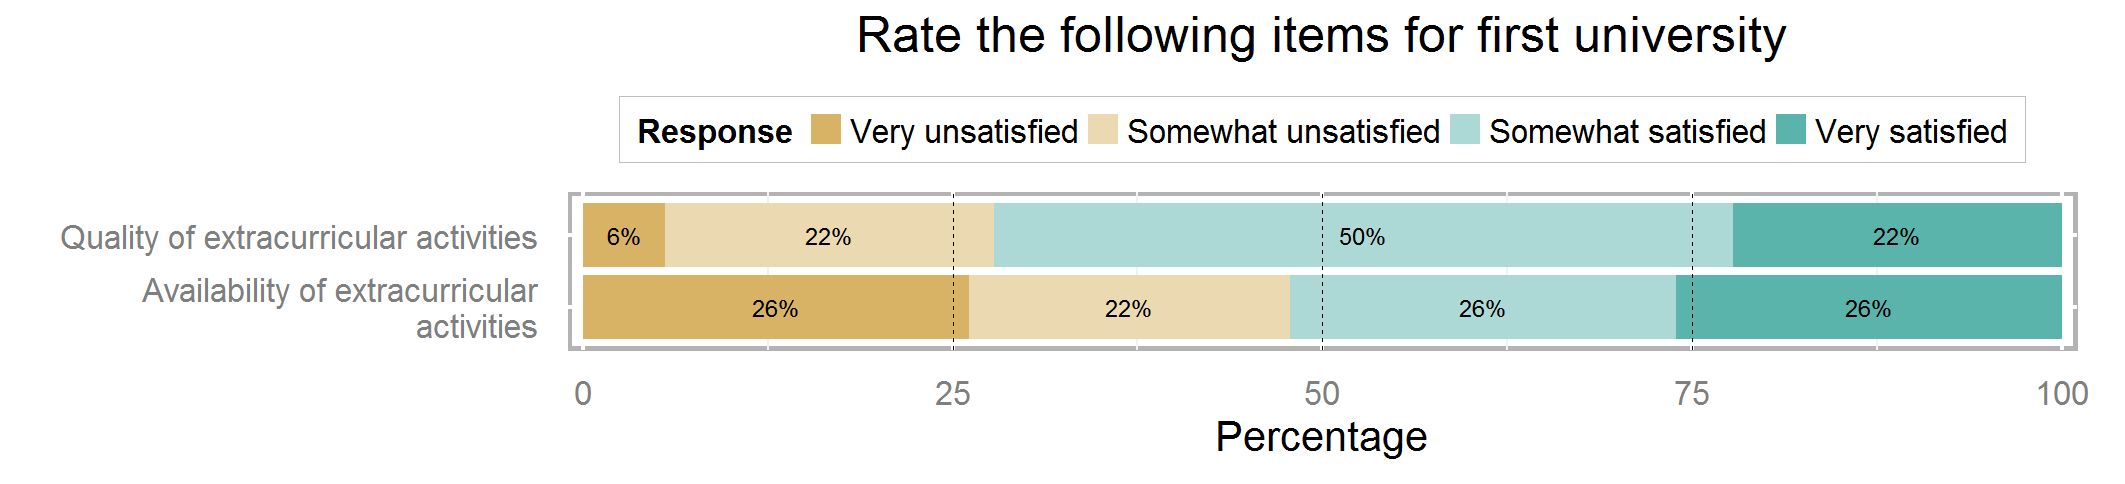 Rate the following items for first university
Response Very unsatisfied Somewhat unsatisfied Somewhat satisfied Very satisfied
Quality of extracurricular activities 6% 22% 50% 22%
Availability of extracurricular
activities
26% 22% 26% 26%
0 25 50 75 100
Percentage